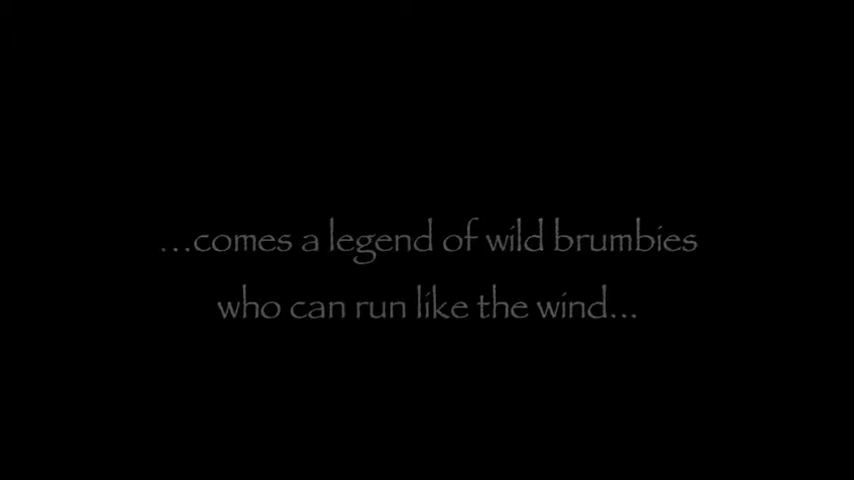 ...comes a legend of wild brumbies
who can run like the wind...